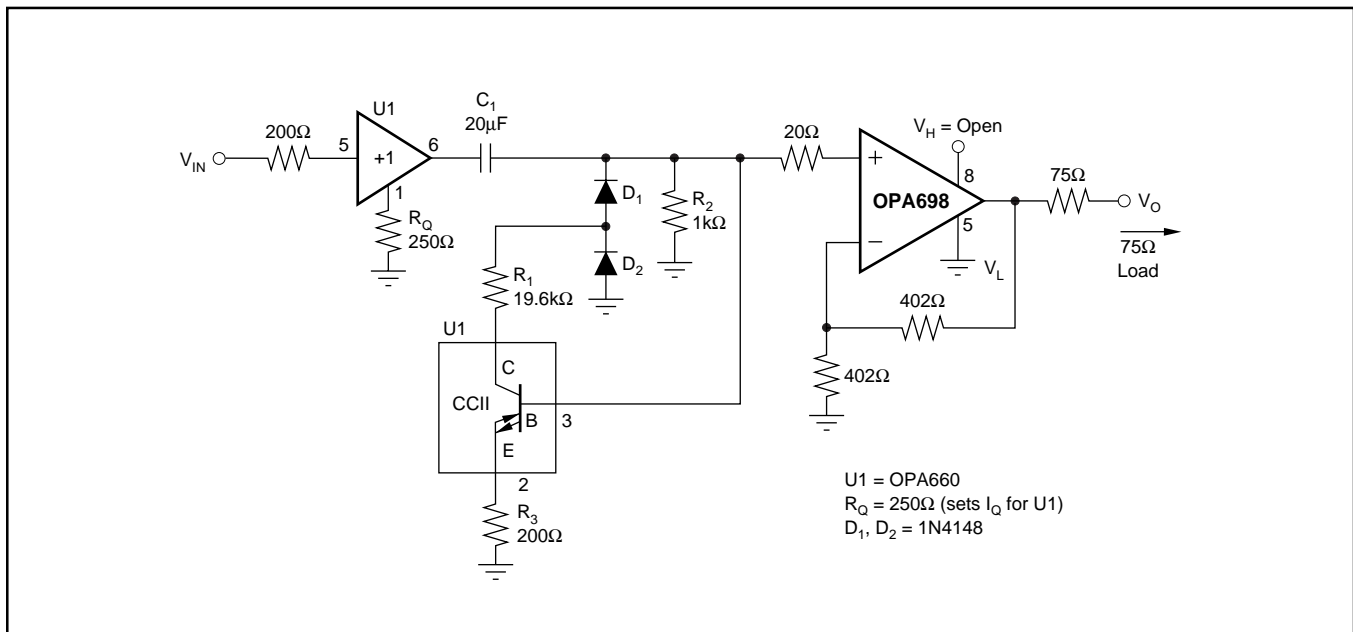 U1
C1
20µF
200Ω
5
6
VIN
+1
1
RQ
250Ω
D1
R2
1kΩ
D2
R1
19.6kΩ
U1
C
CCII
B
3
E
2
R3
200Ω
20Ω
VH = Open
8
+
OPA698
–
5
VL
75Ω
VO
75Ω
Load
402Ω
402Ω
U1 = OPA660
RQ = 250Ω (sets IQ for U1)
D1, D2 = 1N4148